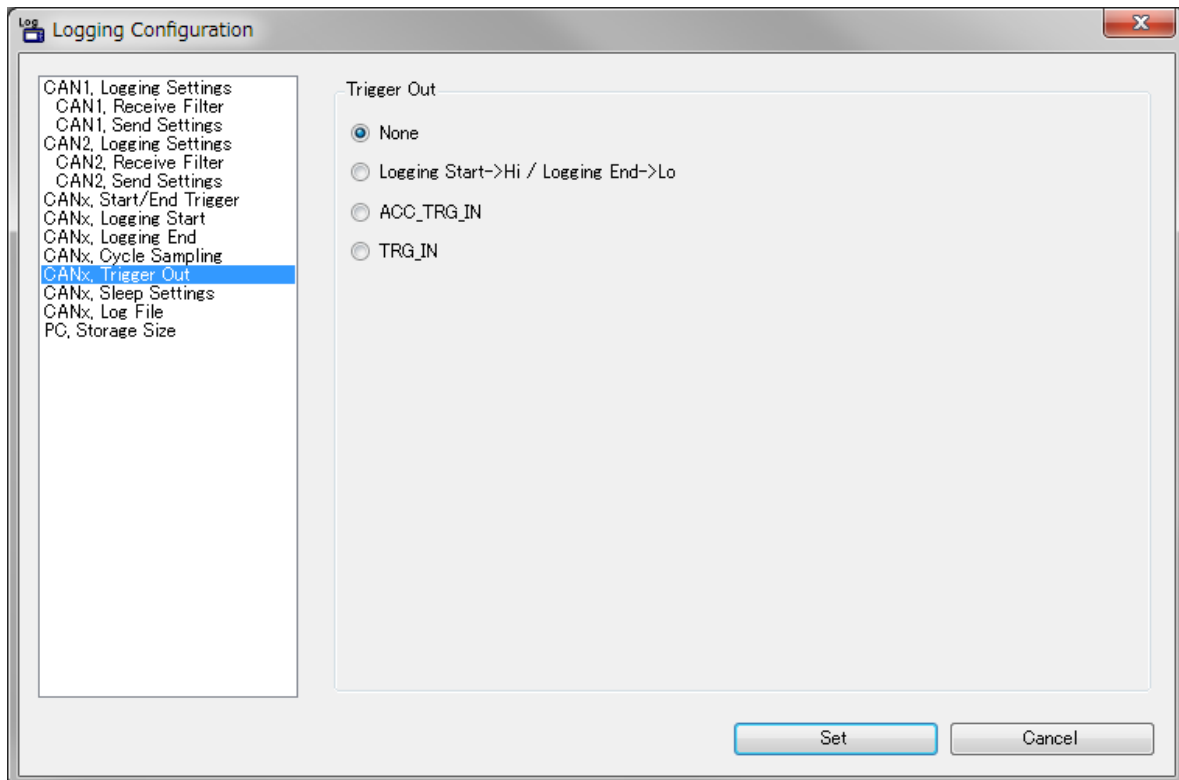 Log
Logging Configuration
CAN1, Logging Settings
CAN1, Receive Filter
CAN1, Send Settings
CAN2, Logging Settings
CAN2, Receive Filter
CAN2, Send Settings
CANx, Start/End Trigger
CANx, Logging Start
CANx, Logging End
CANx, Cycle Sampling
CANx, Trigger Out
CANx, Sleep Settings
CANx, Log File
PC, Storage Size
Trigger Out
None
Logging Start->Hi / Logging End->Lo
ACC_TRG_IN
TRG_IN
Set
Cancel